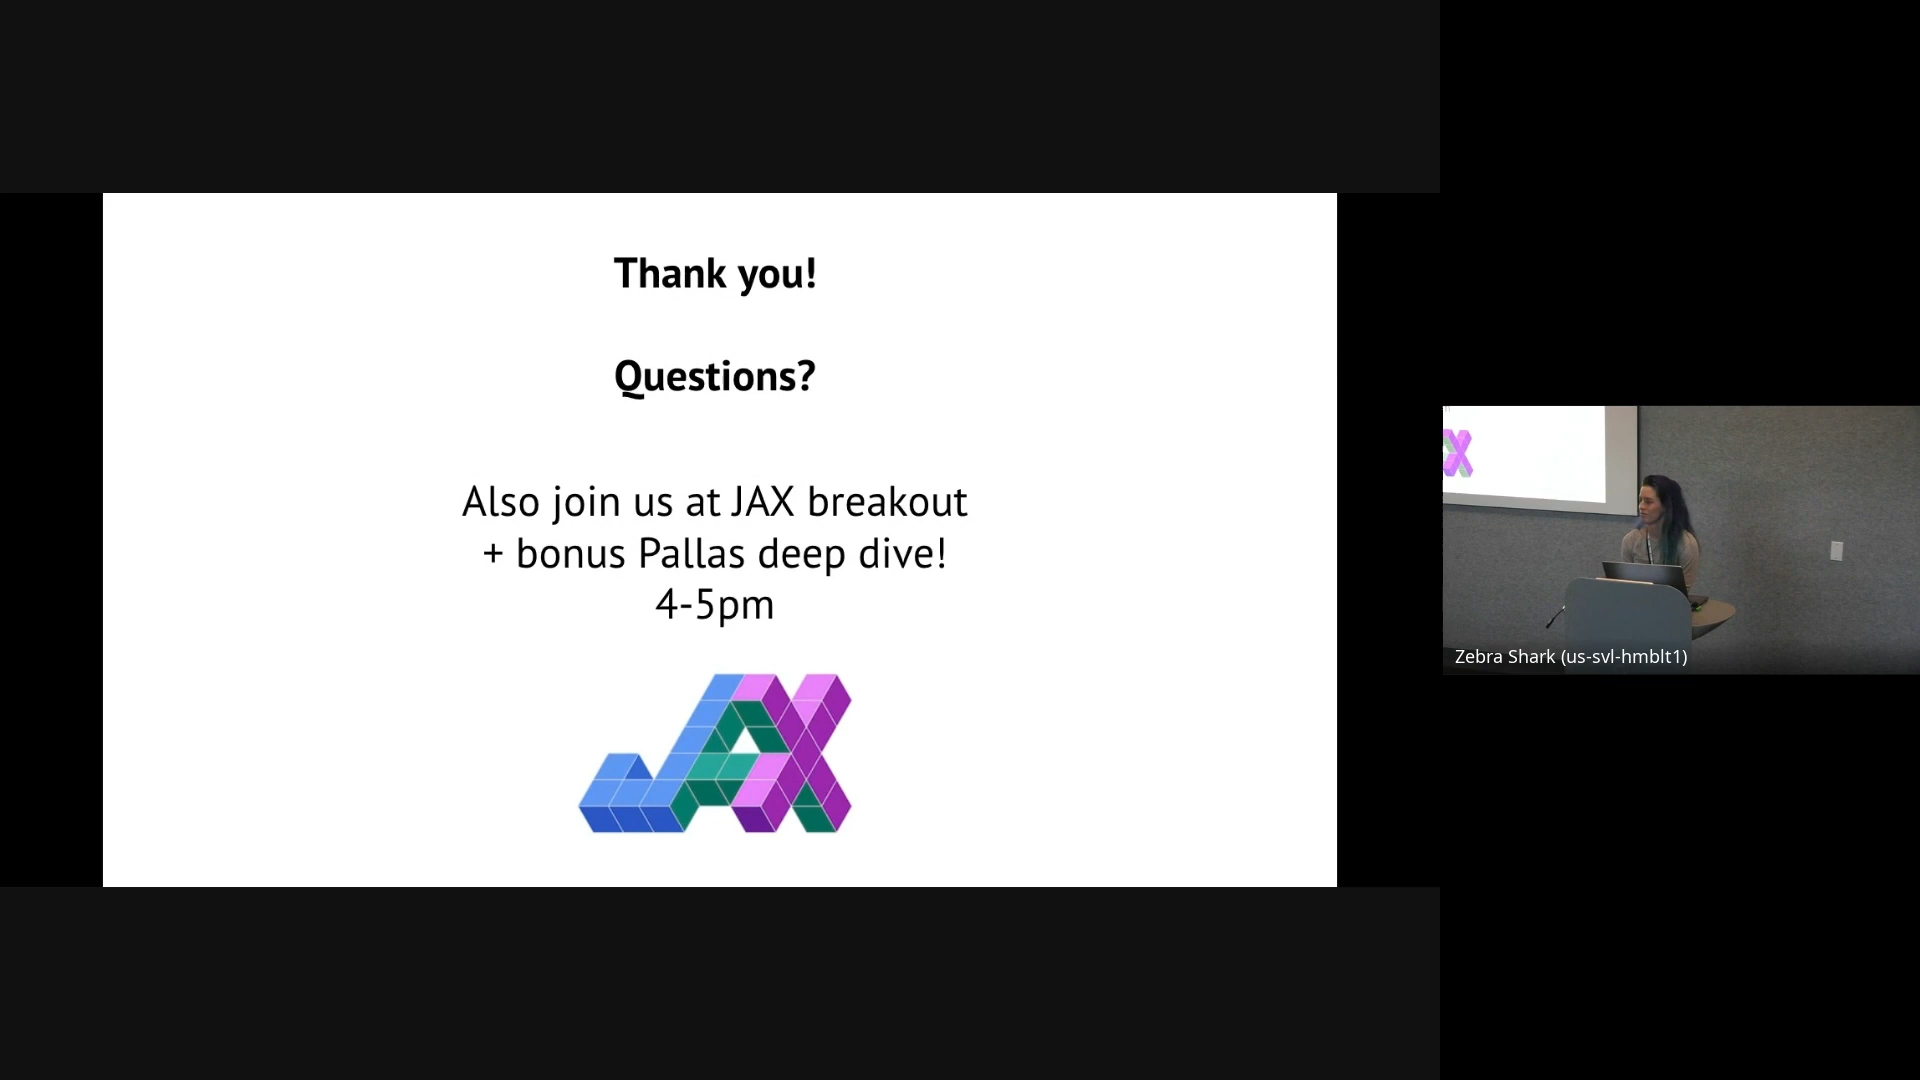 Thank you!
Questions?
Also join us at JAX breakout
+ bonus Pallas deep dive!
4-5pm
JAX
Zebra Shark (us-svl-hmblt1)